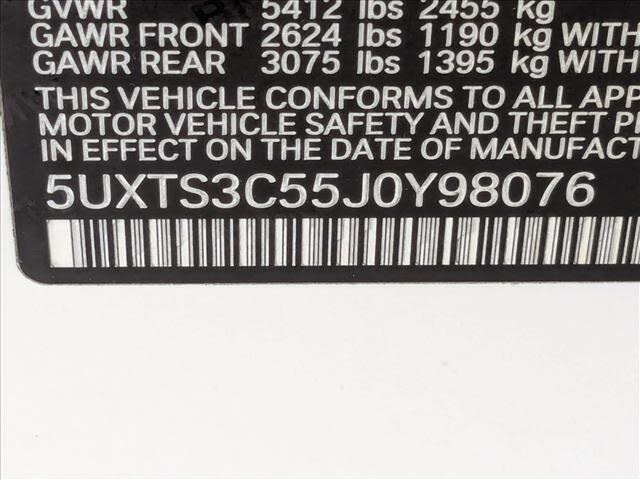 GVWR 5412 lbs 2455 kg
GAWR FRONT 2624 lbs 1190 kg WITH
GAWR REAR 3075 lbs 1395 kg WITH
THIS VEHICLE CONFORMS TO ALL APP
MOTOR VEHICLE SAFETY AND THEFT P
IN EFFECT ON THE DATE OF MANUFACT
5UXTS3C55J0Y98076